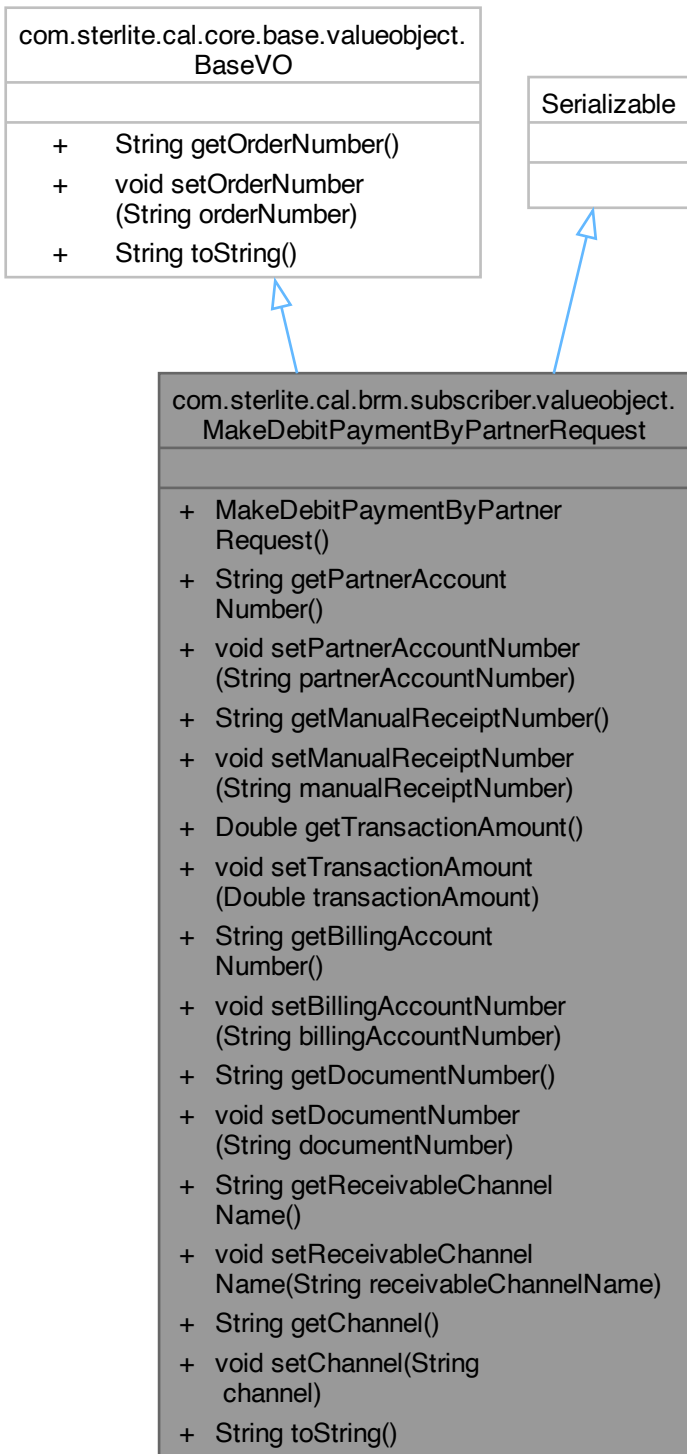 com.sterlite.cal.core.base.valueobject.
BaseVO
+ String getOrderNumber()
+ void setOrderNumber
(String orderNumber)
+ String toString()
Serializable
com.sterlite.cal.brm.subscriber.valueobject.
MakeDebitPaymentByPartnerRequest
+ MakeDebitPaymentByPartner
Request()
+ String getPartnerAccount
Number()
+ void setPartnerAccountNumber
(String partnerAccountNumber)
+ String getManualReceiptNumber()
+ void setManualReceiptNumber
(String manualReceiptNumber)
+ Double getTransactionAmount()
+ void setTransactionAmount
(Double transactionAmount)
+ String getBillingAccount
Number()
+ void setBillingAccountNumber
(String billingAccountNumber)
+ String getDocumentNumber()
+ void setDocumentNumber
(String documentNumber)
+ String getReceivableChannel
Name()
+ void setReceivableChannel
Name(String receivableChannelName)
+ String getChannel()
+ void setChannel(String
channel)
+ String toString()